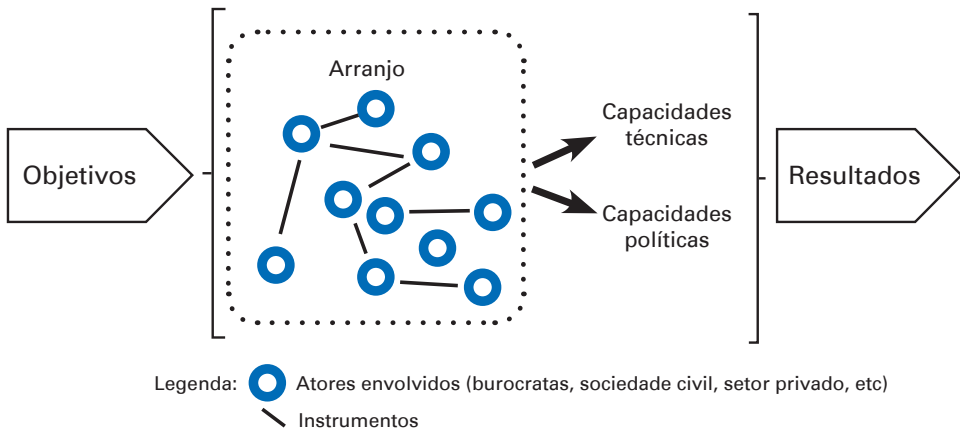 Arranjo
Objetivos
Capacidades
técnicas
Capacidades
políticas
Resultados
Legenda: Atores envolvidos (burocratas, sociedade civil, setor privado, etc)
Instrumentos